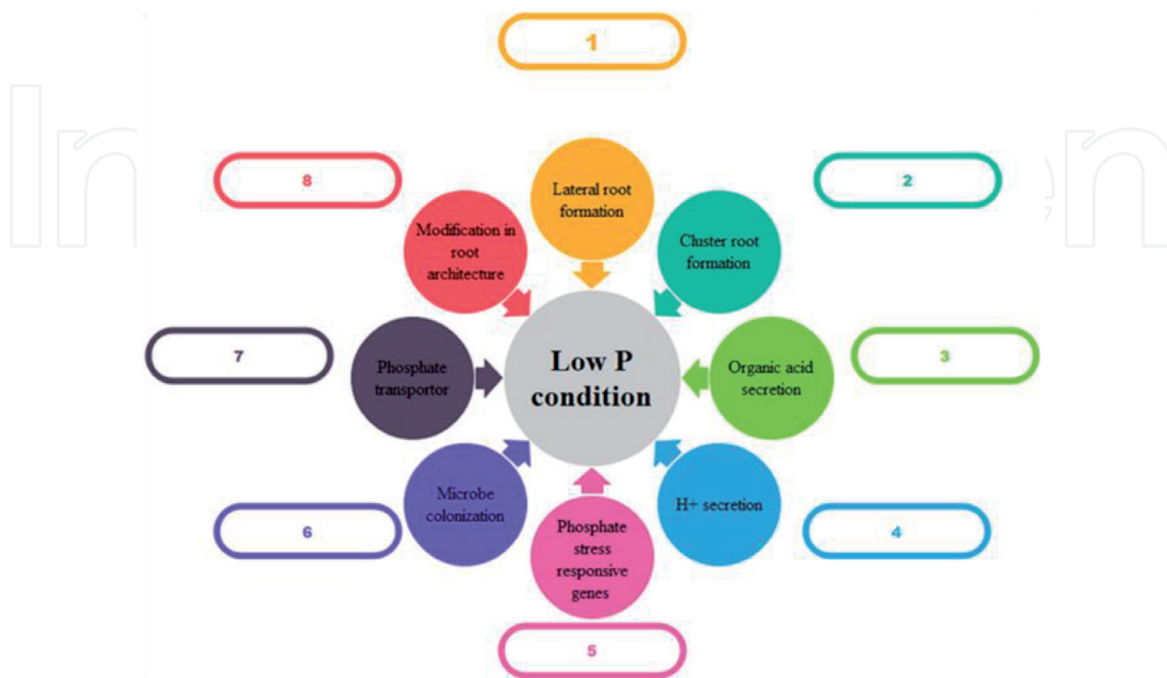 1
8
Lateral root
formation
2
Modification in
root
architecture
Cluster root
formation
7
Phosphate
transportor
Low P
condition
Organic acid
secretion
3
6
Microbe
colonization
Phosphate
stress
responsive
genes
H+ secretion
4
5